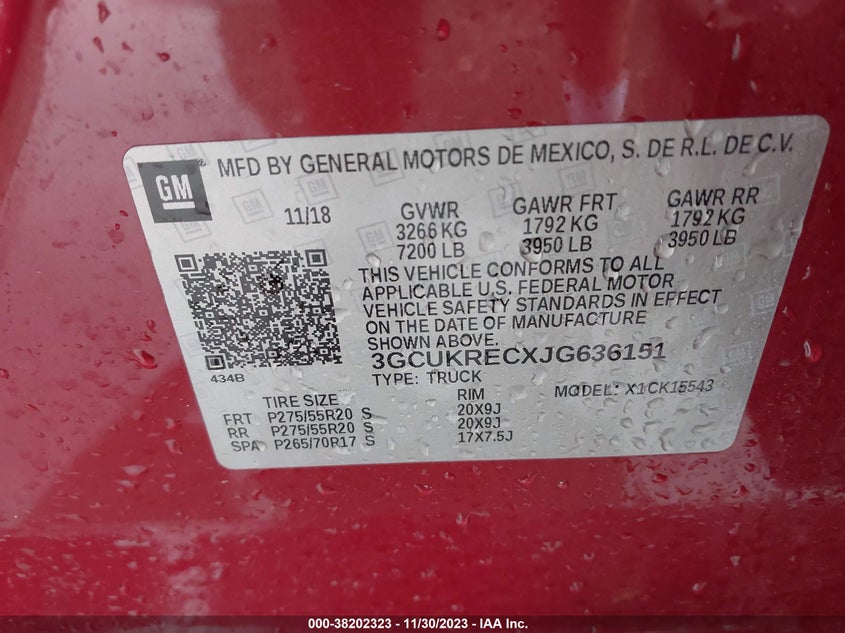 GM
MFD BY GENERAL MOTORS DE MEXICO, S. DE R.L. DE C.V.
11/18
GVWR
3266 KG
7200 LB
GAWR FRT
1792 KG
3950 LB
GAWR RR
1792 KG
3950 LB
THIS VEHICLE CONFORMS TO ALL
APPLICABLE U.S. FEDERAL MOTOR
VEHICLE SAFETY STANDARDS IN EFFECT
ON THE DATE OF MANUFACTURE
SHOWN ABOVE.
3GCUKRECXJG636151
434B
TYPE: TRUCK
MODEL: X1CK15543
TIRE SIZE RIM
FRT P275/55R20 S 20X9J
RR P275/55R20 S 20X9J
SPA P265/70R17 S 17X7.5J
000-38202323 - 11/30/2023 - IAA Inc.